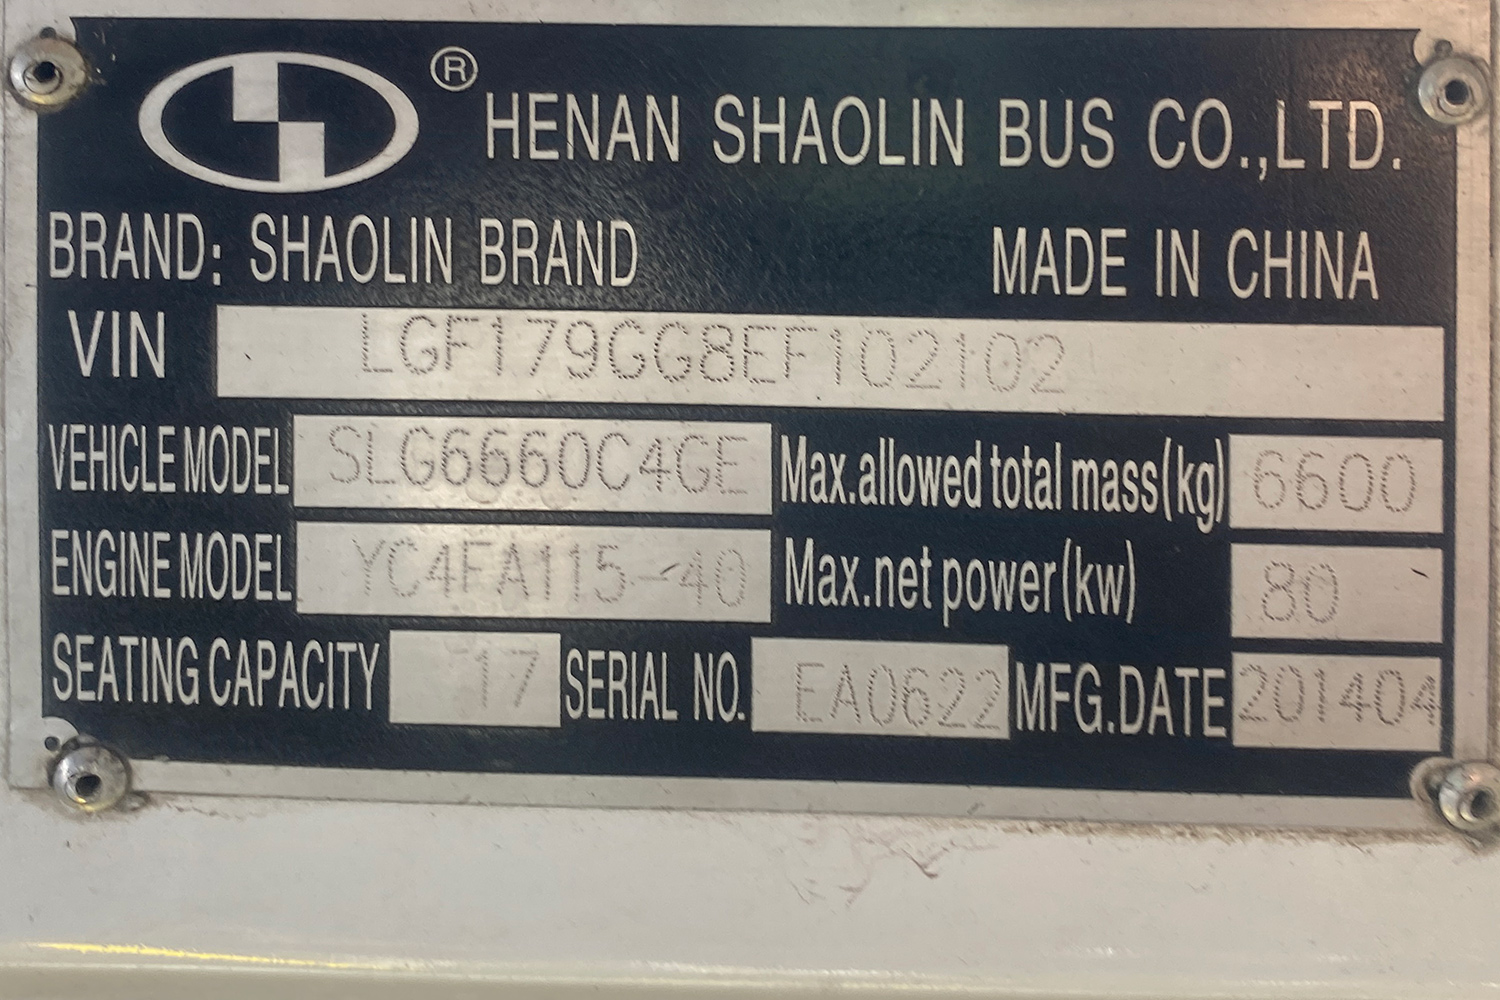 ® HENAN SHAOLIN BUS CO.,LTD.
BRAND: SHAOLIN BRAND MADE IN CHINA
VIN LGF179GG8EF102102
VEHICLE MODEL SLG6660C4GE Max.allowed total mass(kg) 6600
ENGINE MODEL YC4FA115-40 Max.net power(kw) 80
SEATING CAPACITY 17 SERIAL NO. EA0622 MFG.DATE 201404